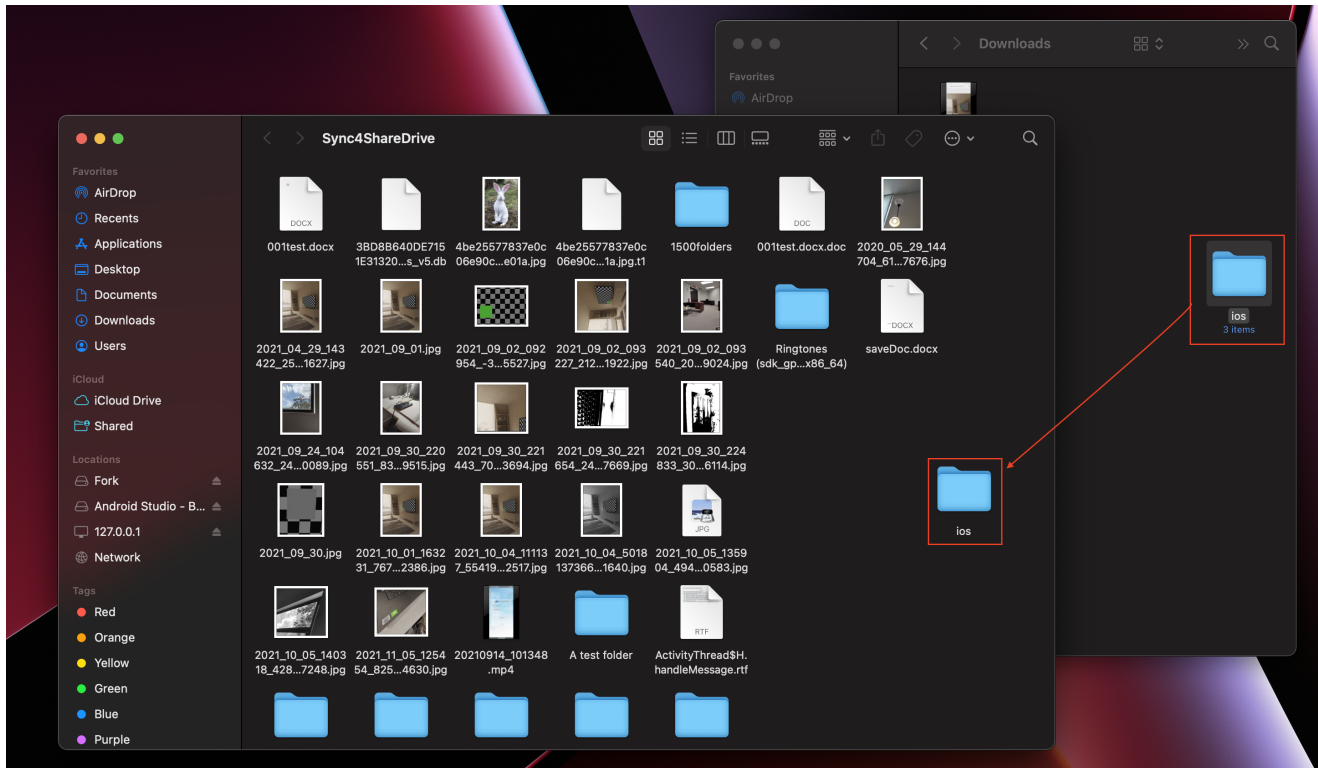 Downloads
Favorites
AirDrop
Sync4ShareDrive
Favorites
AirDrop
Recents
Applications
Desktop
Documents
Downloads
Users
iCloud
iCloud Drive
Shared
Locations
Fork
Android Studio - B...
127.0.0.1
Network
Tags
Red
Orange
Yellow
Green
Blue
Purple
DOCX
DOC
001test.docx
3BD8B640DE715
1E31320...s_v5.db
4be25577837e0c
06e90c...e01a.jpg
4be25577837e0c
06e90c...1a.jpg.t1
1500folders
001test.docx.doc
2020_05_29_144
704_61...7676.jpg
DOCX
2021_04_29_143
422_25...1627.jpg
2021_09_01.jpg
2021_09_02_092
954_-3...5527.jpg
2021_09_02_093
227_212...1922.jpg
2021_09_02_093
540_20...9024.jpg
Ringtones
(sdk_gp...x86_64)
saveDoc.docx
2021_09_24_104
632_24...0089.jpg
2021_09_30_220
551_83...9515.jpg
2021_09_30_221
443_70...3694.jpg
2021_09_30_221
654_24...7669.jpg
2021_09_30_224
833_30...6114.jpg
JPG
2021_09_30.jpg
2021_10_01_1632
31_767...2386.jpg
2021_10_04_11113
7_55419...2517.jpg
2021_10_04_5018
137366...1640.jpg
2021_10_05_1359
04_494...0583.jpg
RTF
2021_10_05_1403
18_428...7248.jpg
2021_11_05_1254
54_825...4630.jpg
20210914_101348
.mp4
A test folder
ActivityThread$H.
handleMessage.rtf
ios
3 items
ios